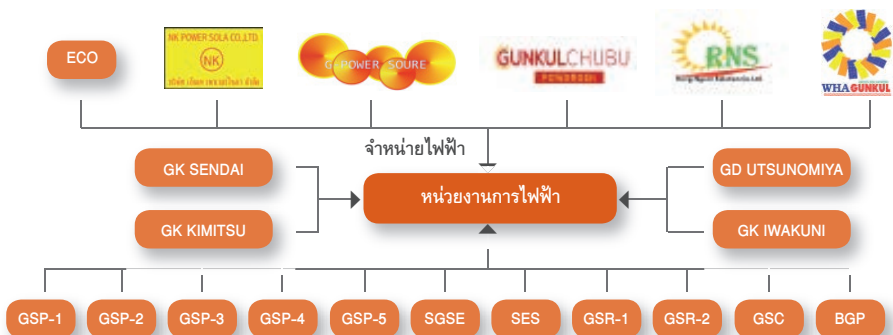 ECO
NK POWER SOLA CO.,LTD.
NK
G-POWER SOURE
GUNKULCHUBU
POWERGEN
RNS
WHAGUNKUL
จำหน่ายไฟฟ้า
GK SENDAI
GD UTSUNOMIYA
หน่วยงานการไฟฟ้า
GK KIMITSU
GK IWAKUNI
GSP-1
GSP-2
GSP-3
GSP-4
GSP-5
SGSE
SES
GSR-1
GSR-2
GSC
BGP